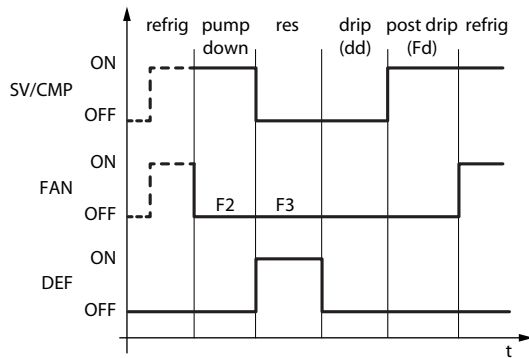 refrig pump down res drip (dd) post drip (Fd) refrig
ON
SV/CMP
OFF
ON
FAN
OFF F2 F3
ON
DEF
OFF
t